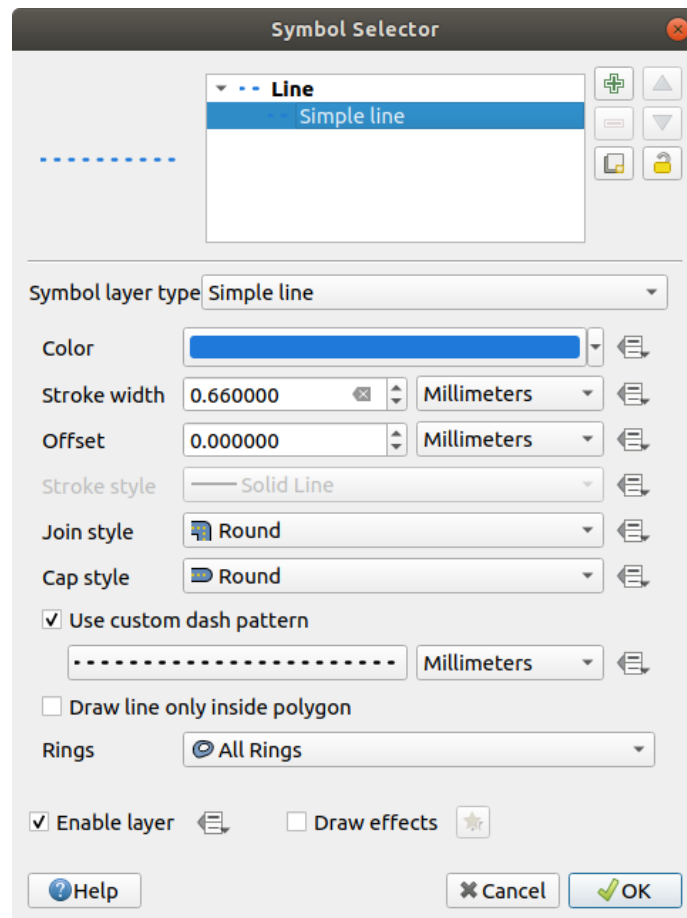 Symbol Selector
Line
Simple line
Symbol layer type Simple line
Color
Stroke width 0.660000 Millimeters
Offset 0.000000 Millimeters
Stroke style Solid Line
Join style Round
Cap style Round
Use custom dash pattern
Millimeters
Draw line only inside polygon
Rings All Rings
Enable layer Draw effects
Help Cancel OK